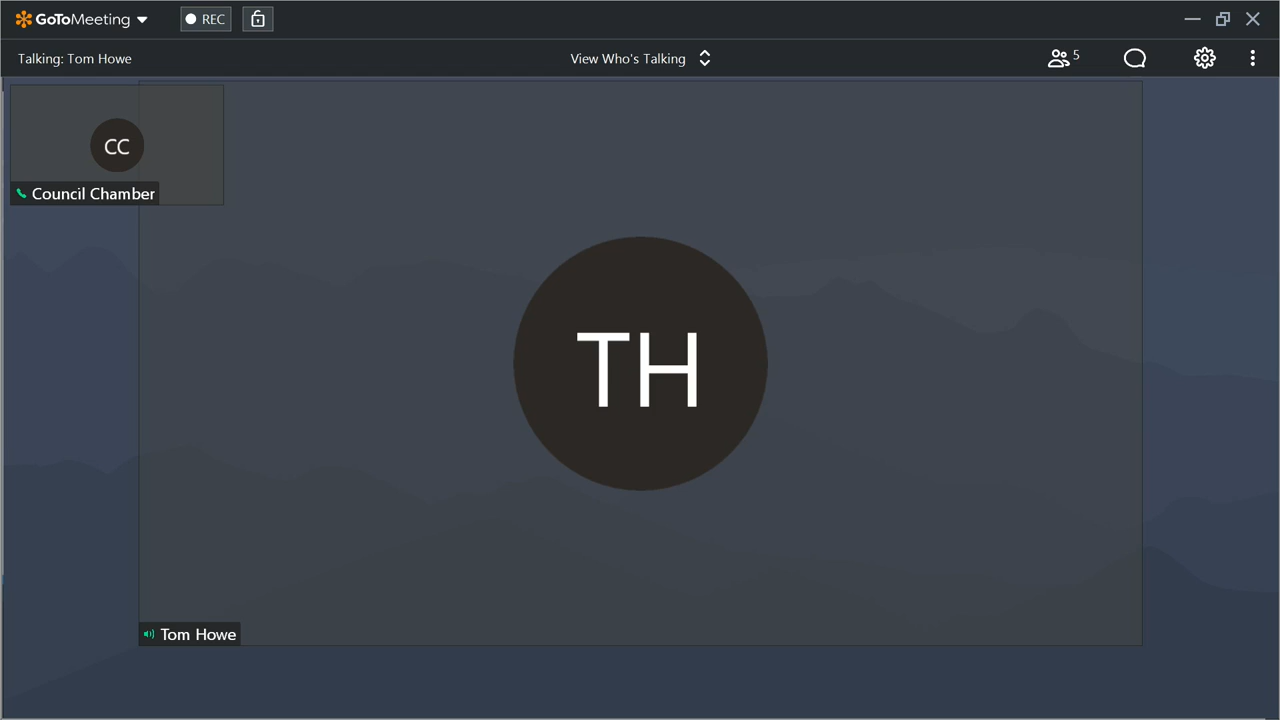 GoToMeeting
REC
Talking: Tom Howe
View Who's Talking
5
CC
Council Chamber
TH
Tom Howe